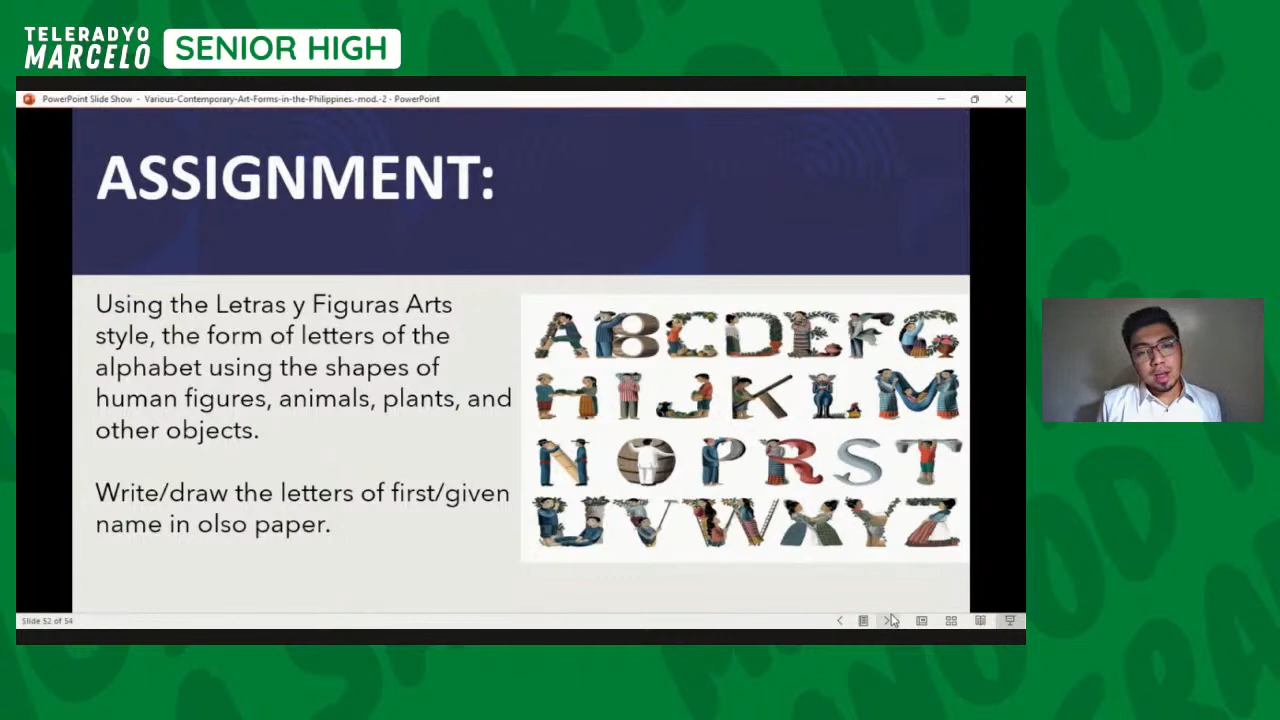 TELERADYO
MARCELO
SENIOR HIGH
PowerPoint Slide Show - Various-Contemporary-Art-Forms-in-the-Philippines.-mod.-2 - PowerPoint
ASSIGNMENT:
Using the Letras y Figuras Arts
style, the form of letters of the
alphabet using the shapes of
human figures, animals, plants, and
other objects.
Write/draw the letters of first/given
name in olso paper.
ABCDEFG
HIJKLM
NOPRST
UVWXYZ
Slide 52 of 54